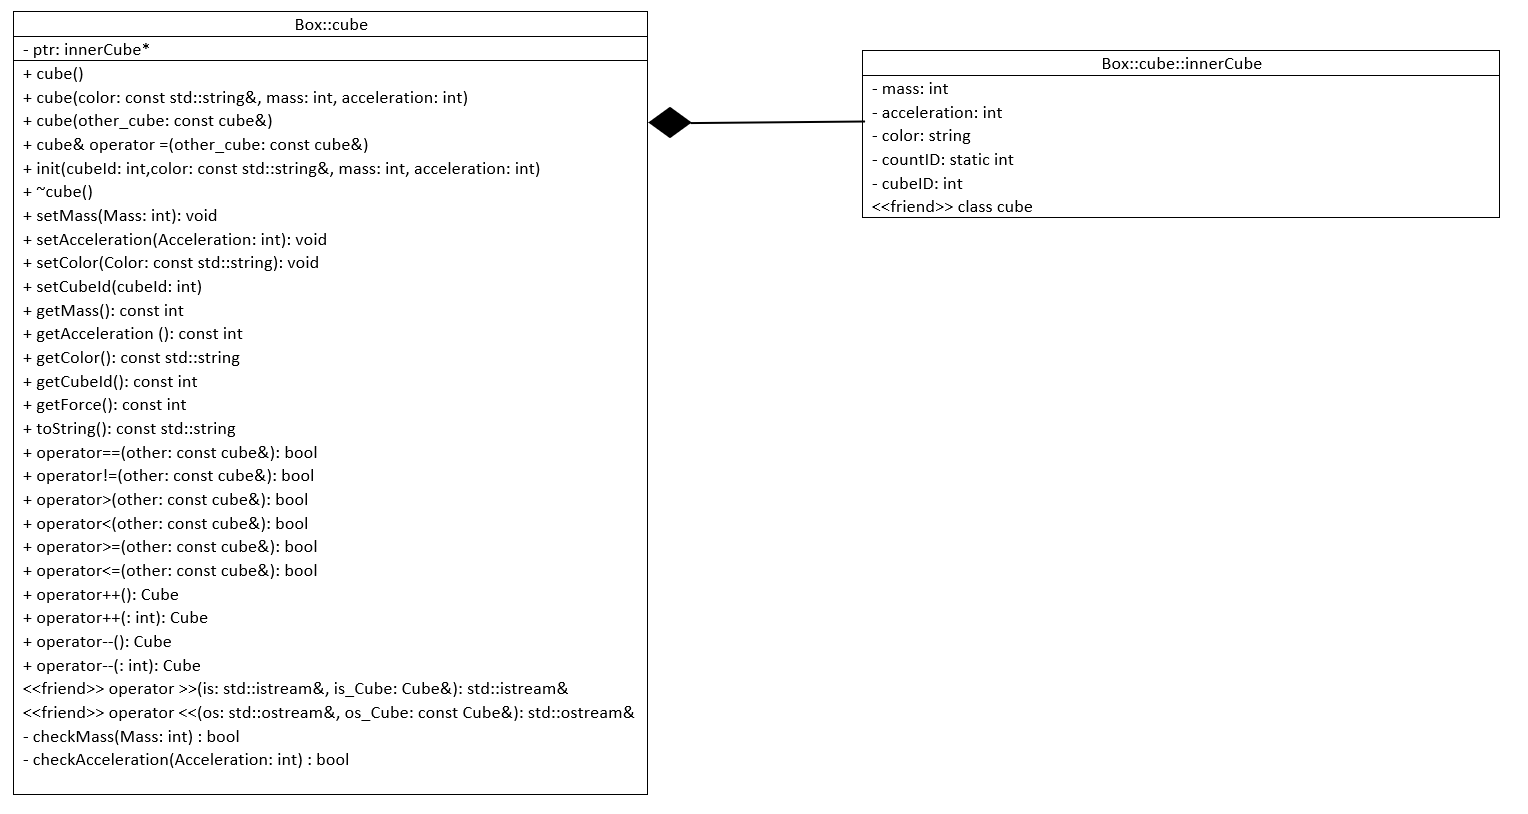 Box::cube
- ptr: innerCube*
+ cube()
+ cube(color: const std::string&, mass: int, acceleration: int)
+ cube(other_cube: const cube&)
+ cube& operator =(other_cube: const cube&)
+ init(cubeId: int,color: const std::string&, mass: int, acceleration: int)
+ ~cube()
+ setMass(Mass: int): void
+ setAcceleration(Acceleration: int): void
+ setColor(Color: const std::string): void
+ setCubeId(cubeId: int)
+ getMass(): const int
+ getAcceleration (): const int
+ getColor(): const std::string
+ getCubeId(): const int
+ getForce(): const int
+ toString(): const std::string
+ operator==(other: const cube&): bool
+ operator!=(other: const cube&): bool
+ operator>(other: const cube&): bool
+ operator<(other: const cube&): bool
+ operator>=(other: const cube&): bool
+ operator<=(other: const cube&): bool
+ operator++(): Cube
+ operator++(: int): Cube
+ operator--(): Cube
+ operator--(: int): Cube
<<friend>> operator >>(is: std::istream&, is_Cube: Cube&): std::istream&
<<friend>> operator <<(os: std::ostream&, os_Cube: const Cube&): std::ostream&
- checkMass(Mass: int) : bool
- checkAcceleration(Acceleration: int) : bool
Box::cube::innerCube
- mass: int
- acceleration: int
- color: string
- countID: static int
- cubeID: int
<<friend>> class cube